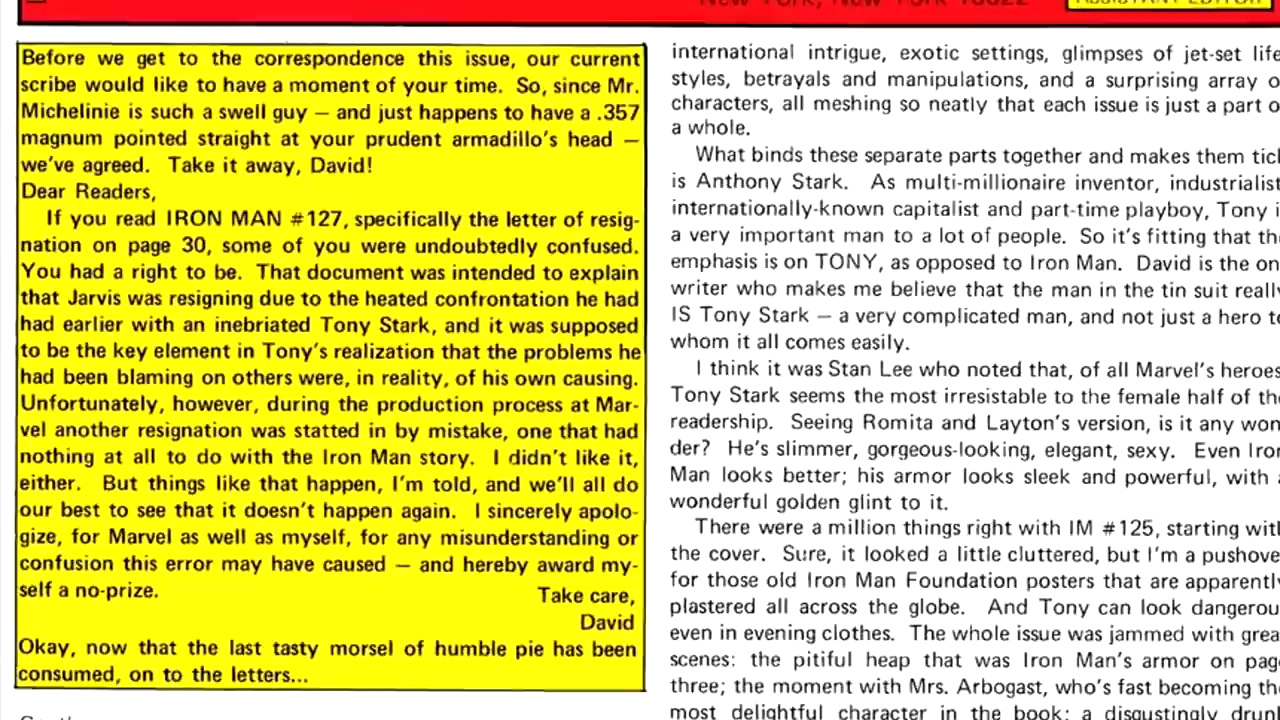 New York, New York 10022
ASSISTANT EDITOR
Before we get to the correspondence this issue, our current
scribe would like to have a moment of your time. So, since Mr.
Michelinie is such a swell guy — and just happens to have a .357
magnum pointed straight at your prudent armadillo's head —
we've agreed. Take it away, David!
Dear Readers,
If you read IRON MAN #127, specifically the letter of resig-
nation on page 30, some of you were undoubtedly confused.
You had a right to be. That document was intended to explain
that Jarvis was resigning due to the heated confrontation he had
had earlier with an inebriated Tony Stark, and it was supposed
to be the key element in Tony's realization that the problems he
had been blaming on others were, in reality, of his own causing.
Unfortunately, however, during the production process at Mar-
vel another resignation was statted in by mistake, one that had
nothing at all to do with the Iron Man story. I didn't like it,
either. But things like that happen, I'm told, and we'll all do
our best to see that it doesn't happen again. I sincerely apolo-
gize, for Marvel as well as myself, for any misunderstanding or
confusion this error may have caused — and hereby award my-
self a no-prize.
Take care,
David
Okay, now that the last tasty morsel of humble pie has been
consumed, on to the letters...
international intrigue, exotic settings, glimpses of jet-set life
styles, betrayals and manipulations, and a surprising array o
characters, all meshing so neatly that each issue is just a part o
a whole.
What binds these separate parts together and makes them tic
is Anthony Stark. As multi-millionaire inventor, industrialist
internationally-known capitalist and part-time playboy, Tony i
a very important man to a lot of people. So it's fitting that th
emphasis is on TONY, as opposed to Iron Man. David is the on
writer who makes me believe that the man in the tin suit reall
IS Tony Stark — a very complicated man, and not just a hero t
whom it all comes easily.
I think it was Stan Lee who noted that, of all Marvel's heroes
Tony Stark seems the most irresistable to the female half of th
readership. Seeing Romita and Layton's version, is it any won
der? He's slimmer, gorgeous-looking, elegant, sexy. Even Iron
Man looks better; his armor looks sleek and powerful, with a
wonderful golden glint to it.
There were a million things right with IM #125, starting with
the cover. Sure, it looked a little cluttered, but I'm a pushove
for those old Iron Man Foundation posters that are apparently
plastered all across the globe. And Tony can look dangerou
even in evening clothes. The whole issue was jammed with grea
scenes: the pitiful heap that was Iron Man's armor on pag
three; the moment with Mrs. Arbogast, who's fast becoming th
most delightful character in the book; a disgustingly drun